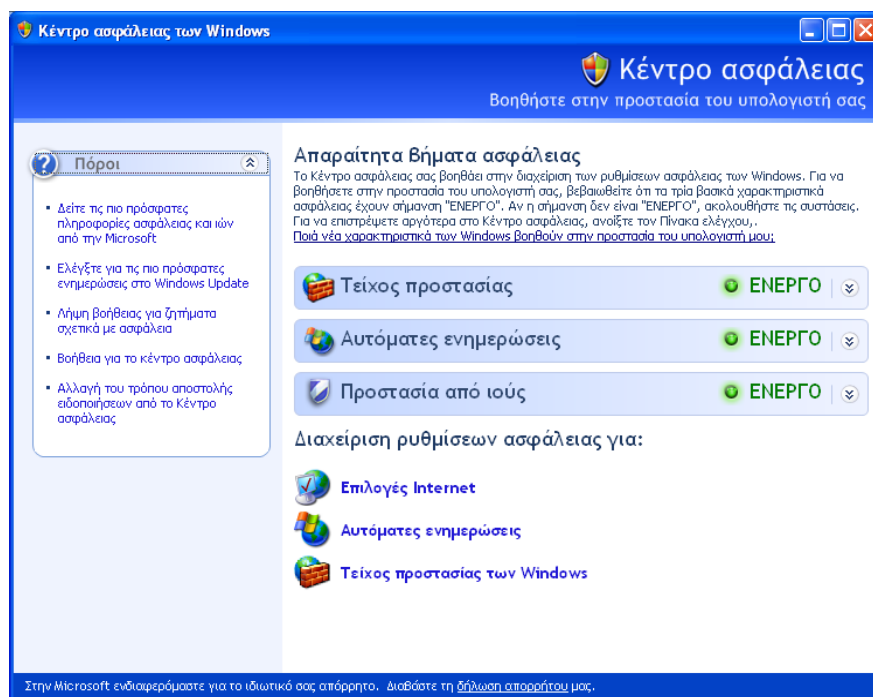 Κέντρο ασφάλειας των Windows
Κέντρο ασφάλειας
Βοηθήστε στην προστασία του υπολογιστή σας
Πόροι
Δείτε τις πιο πρόσφατες
πληροφορίες ασφάλειας και ιών
από την Microsoft
Ελέγξτε για τις πιο πρόσφατες
ενημερώσεις στο Windows Update
Λήψη βοήθειας για ζητήματα
σχετικά με ασφάλεια
Βοήθεια για το κέντρο ασφάλειας
Αλλαγή του τρόπου αποστολής
ειδοποιήσεων από το Κέντρο
ασφάλειας
Απαραίτητα Βήματα ασφάλειας
Το Κέντρο ασφάλειας σας βοηθάει στην διαχείριση των ρυθμίσεων ασφάλειας των Windows. Για να
βοηθήσετε στην προστασία του υπολογιστή σας, βεβαιωθείτε ότι τα τρία βασικά χαρακτηριστικά
ασφάλειας έχουν σήμανση "ΕΝΕΡΓΟ". Αν η σήμανση δεν είναι "ΕΝΕΡΓΟ", ακολουθήστε τις συστάσεις.
Για να επιστρέψετε αργότερα στο Κέντρο ασφάλειας, ανοίξτε τον Πίνακα ελέγχου,.
Ποιά νέα χαρακτηριστικά των Windows βοηθούν στην προστασία του υπολογιστή μου;
Τείχος προστασίας ΕΝΕΡΓΟ
Αυτόματες ενημερώσεις ΕΝΕΡΓΟ
Προστασία από ιούς ΕΝΕΡΓΟ
Διαχείριση ρυθμίσεων ασφάλειας για:
Επιλογές Internet
Αυτόματες ενημερώσεις
Τείχος προστασίας των Windows
Στην Microsoft ενδιαφερόμαστε για το ιδιωτικό σας απόρρητο. Διαβάστε τη δήλωση απορρήτου μας.